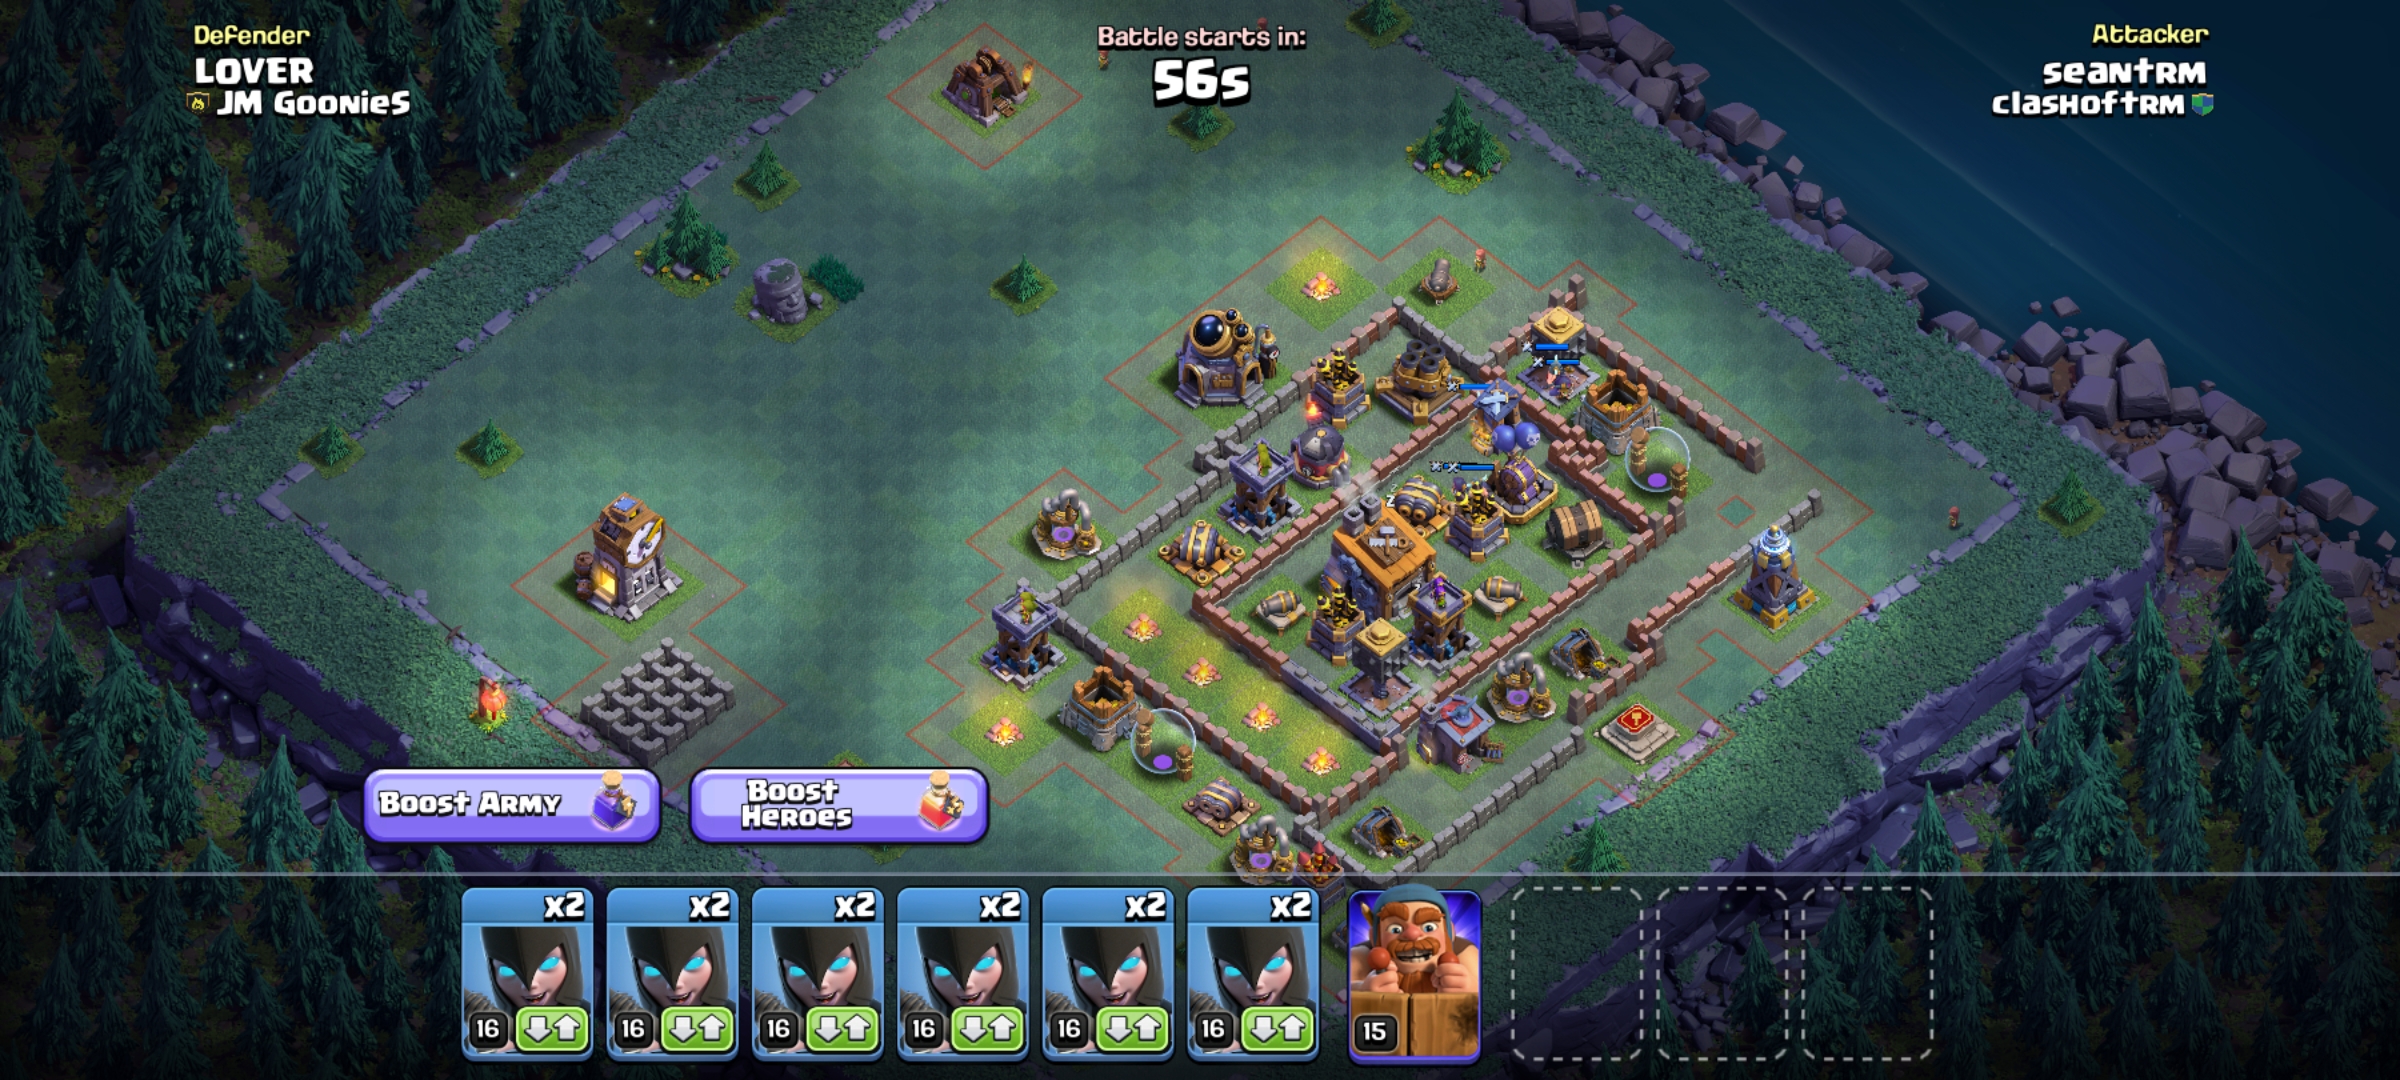 Defender
LOVER
JM GOONIES
Battle starts in:
56s
Attacker
seantRM
clashoftRM
Boost Army
Boost
Heroes
x2
x2
x2
x2
x2
x2
16
16
16
16
16
16
15